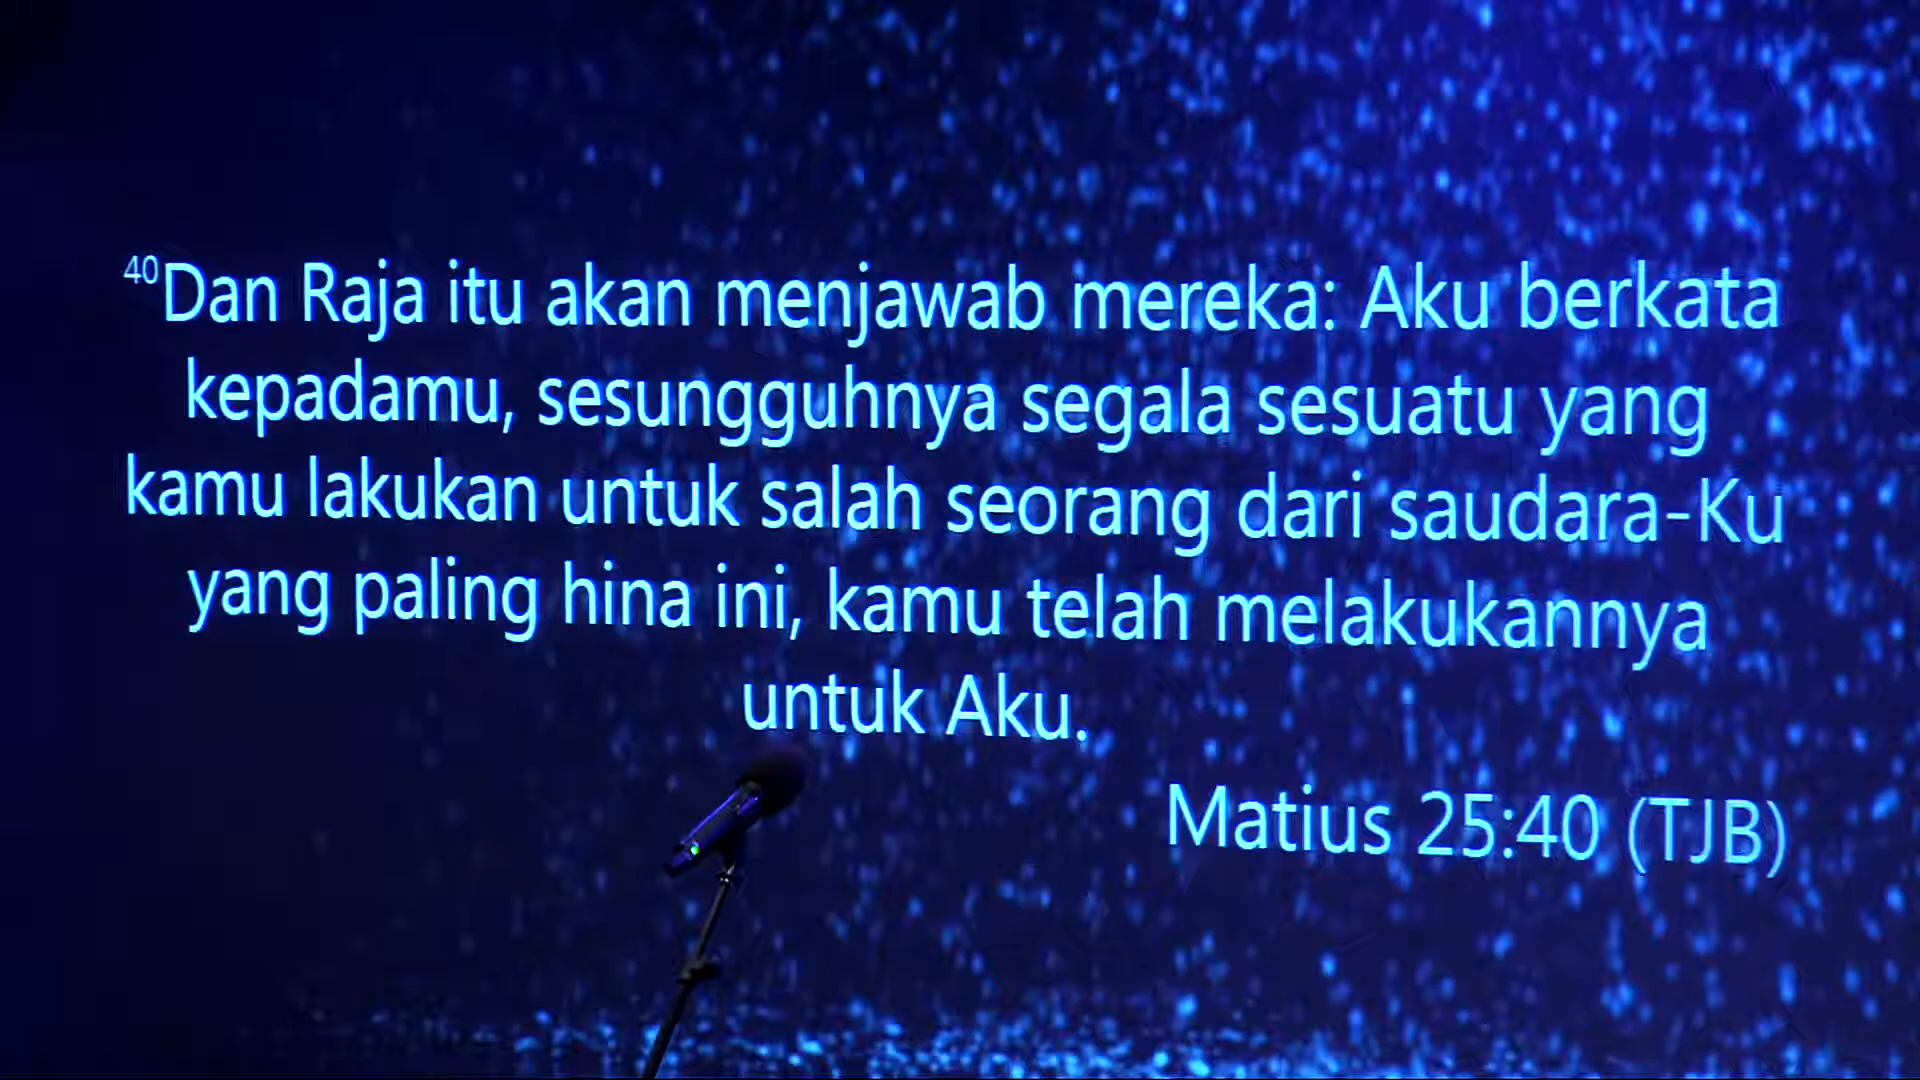 40Dan Raja itu akan menjawab mereka: Aku berkata
kepadamu, sesungguhnya segala sesuatu yang
kamu lakukan untuk salah seorang dari saudara-Ku
yang paling hina ini, kamu telah melakukannya
untuk Aku.
Matius 25:40 (TJB)